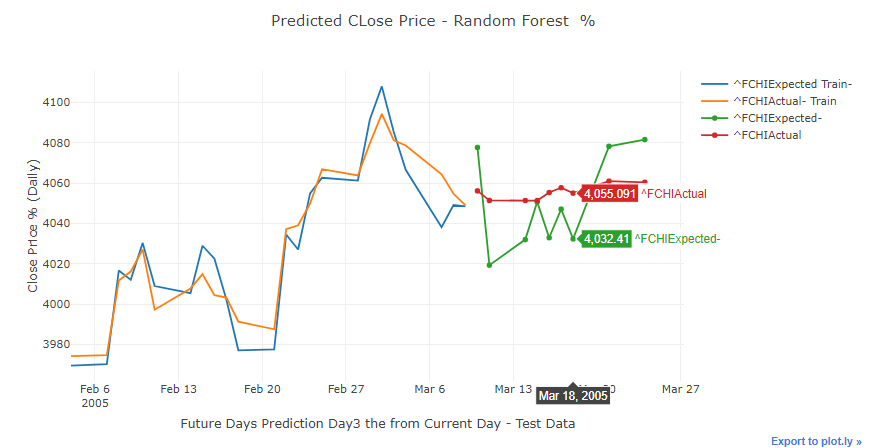 Predicted CLose Price - Random Forest %
^FCHIExpected Train-
^FCHIActual- Train
^FCHIExpected-
^FCHIActual
Close Price % (Daily)
4100
4080
4060
4040
4020
4000
3980
4,055.091 ^FCHIActual
4,032.41 ^FCHIExpected-
Feb 6 Feb 13 Feb 20 Feb 27 Mar 6 Mar 13 Mar 27
2005
Mar 18, 2005
Future Days Prediction Day3 the from Current Day - Test Data
Export to plot.ly »